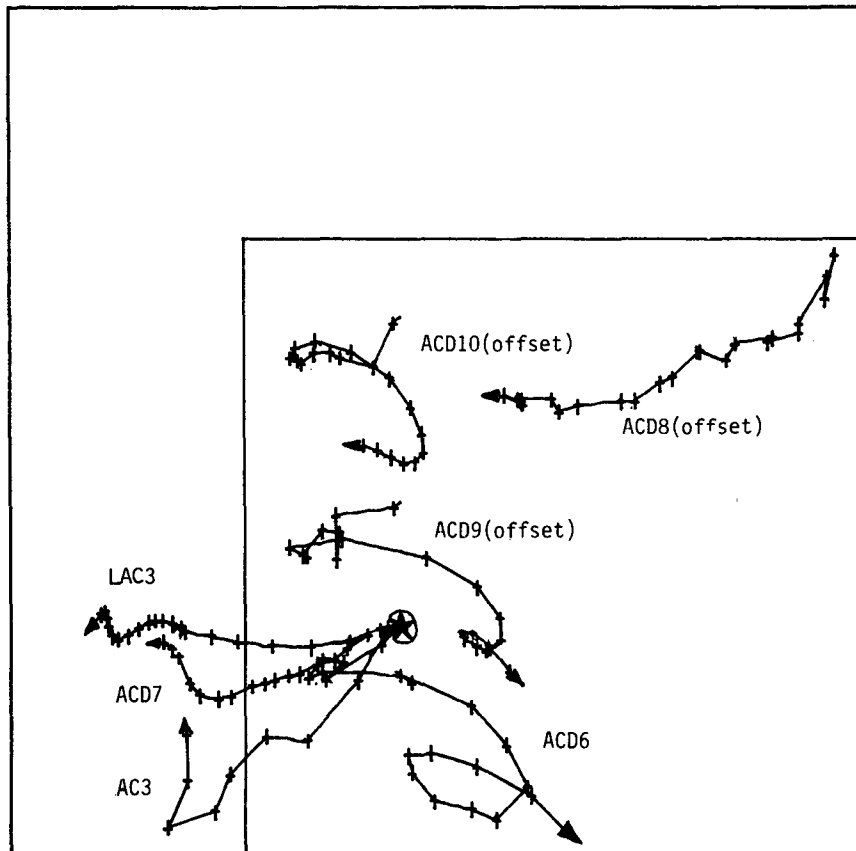 ACD10(offset)
ACD8(offset)
ACD9(offset)
LAC3
ACD7
ACD6
AC3